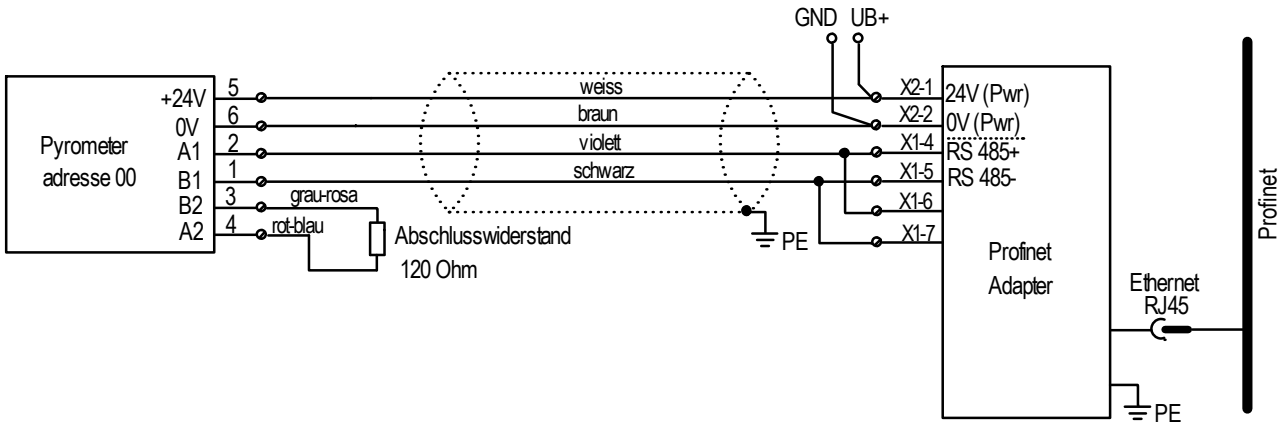 GND UB+
Pyrometer
adresse 00
+24V 5
0V 6
A1 2
B1 1
B2 3
A2 4
weiss
braun
violett
schwarz
grau-rosa
rot-blau
Abschlusswiderstand
120 Ohm
PE
X2-1 24V (Pwr)
X2-2 0V (Pwr)
X1-4 RS 485+
X1-5 RS 485-
X1-6
X1-7
Profinet
Adapter
Ethernet
RJ45
PE
Profinet